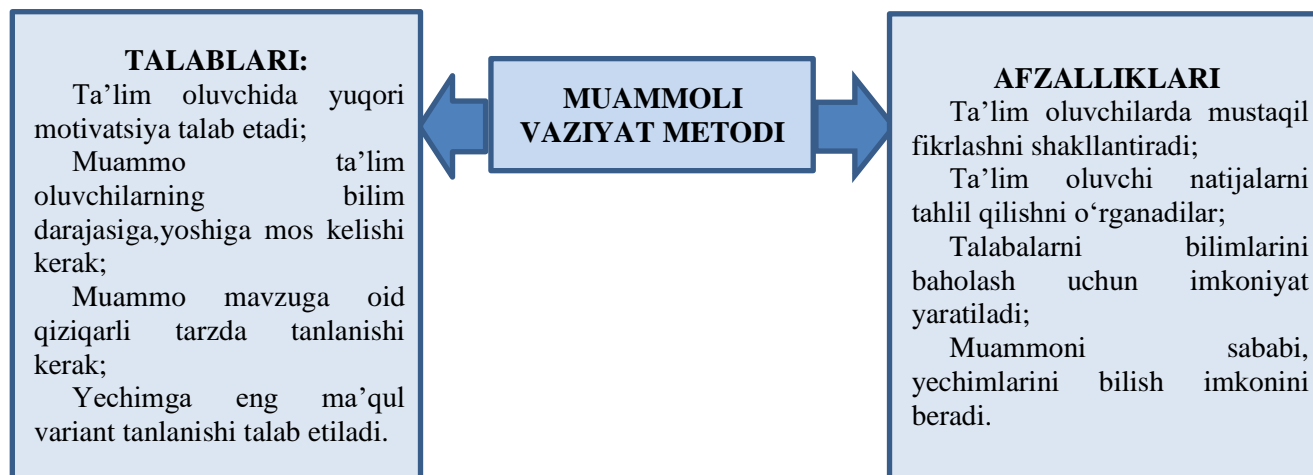 TALABLARI:
Ta’lim oluvchida yuqori
motivatsiya talab etadi;
Muammo ta’lim
oluvchilarning bilim
darajasiga,yoshiga mos kelishi
kerak;
Muammo mavzuga oid
qiziqarli tarzda tanlanishi
kerak;
Yechimga eng ma’qul
variant tanlanishi talab etiladi.
MUAMMOLI
VAZIYAT METODI
AFZALLIKLARI
Ta’lim oluvchilarda mustaqil
fikrlashni shakllantiradi;
Ta’lim oluvchi natijalarni
tahlil qilishni o‘rganadilar;
Talabalarni bilimlarini
baholash uchun imkoniyat
yaratiladi;
Muammoni sababi,
yechimlarini bilish imkonini
beradi.